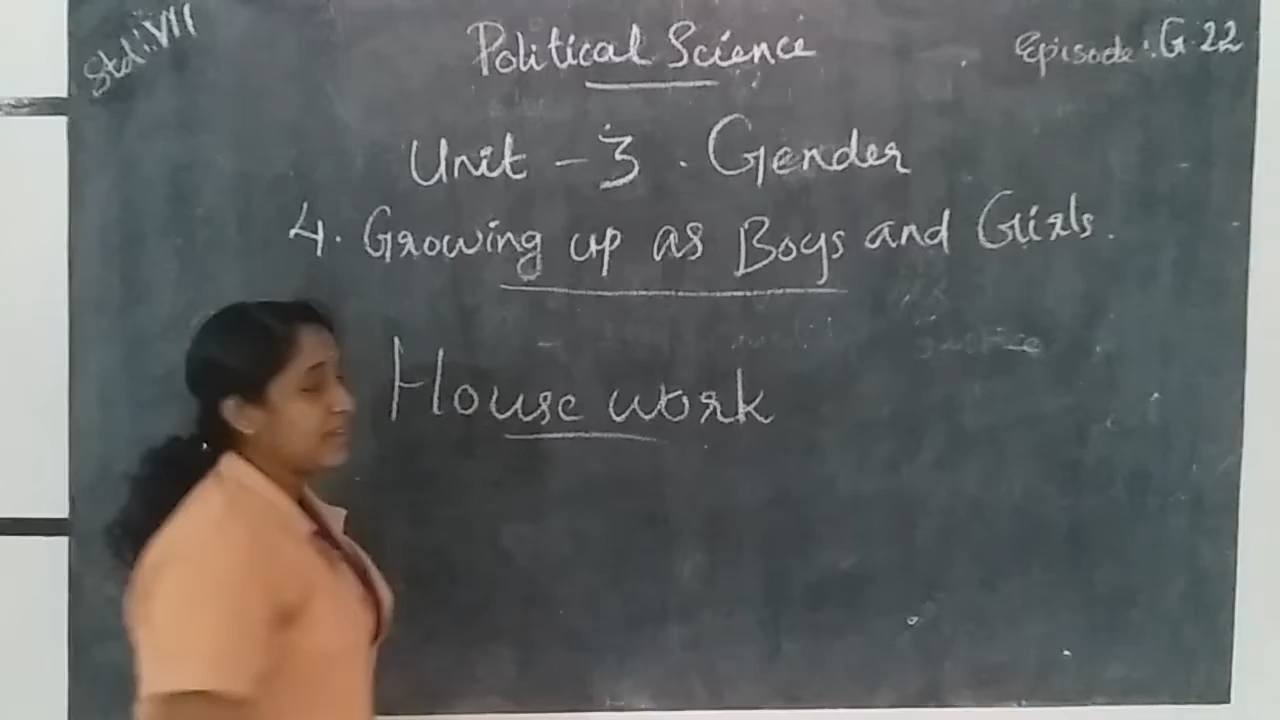 Std: VII
Political Science
Episode: G.22
Unit - 3. Gender
4. Growing up as Boys and Girls.
House work